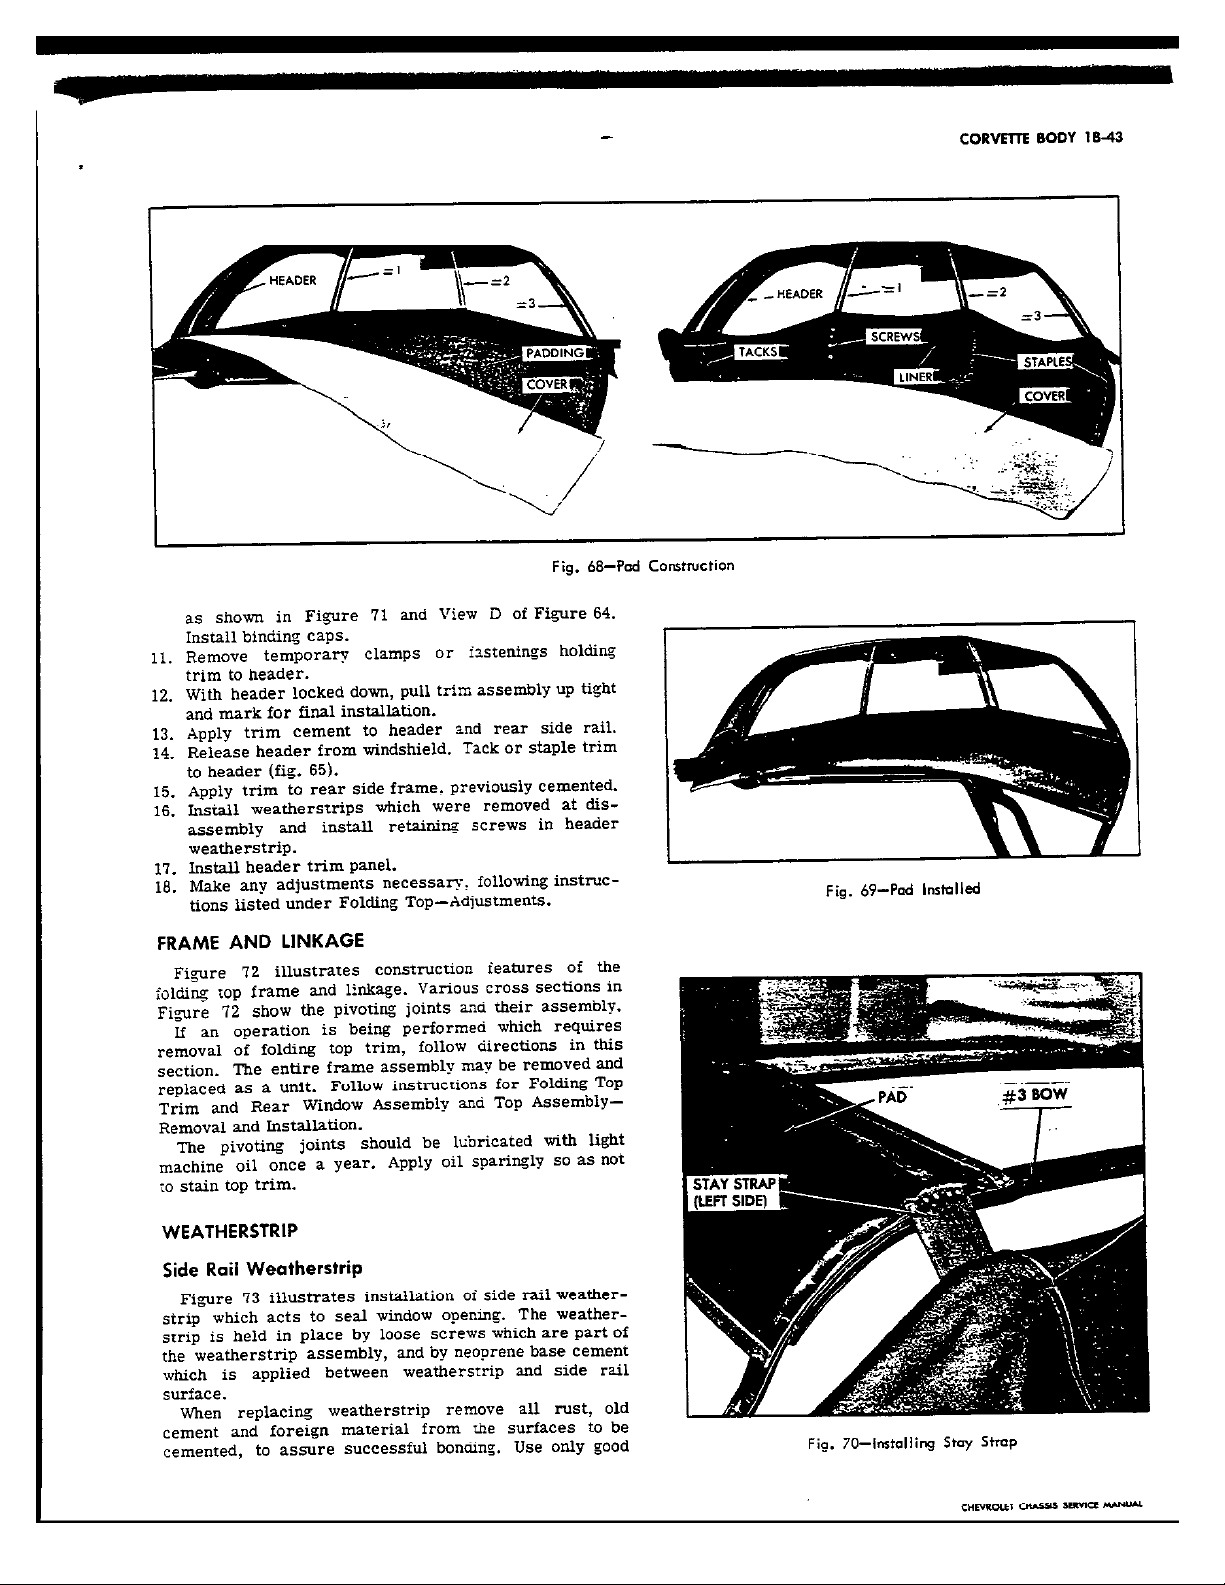 CORVETTE BODY 1B-43
HEADER
=1
=2
=3
PADDING
COVER
HEADER
=1
=2
=3
SCREWS
TACKS
STAPLES
LINER
COVER
Fig. 68—Pad Construction
as shown in Figure 71 and View D of Figure 64.
Install binding caps.
11. Remove temporary clamps or fastenings holding
trim to header.
12. With header locked down, pull trim assembly up tight
and mark for final installation.
13. Apply trim cement to header and rear side rail.
14. Release header from windshield. Tack or staple trim
to header (fig. 65).
15. Apply trim to rear side frame, previously cemented.
16. Install weatherstrips which were removed at dis-
assembly and install retaining screws in header
weatherstrip.
17. Install header trim panel.
18. Make any adjustments necessary, following instruc-
tions listed under Folding Top—Adjustments.
FRAME AND LINKAGE
Figure 72 illustrates construction features of the
folding top frame and linkage. Various cross sections in
Figure 72 show the pivoting joints and their assembly.
If an operation is being performed which requires
removal of folding top trim, follow directions in this
section. The entire frame assembly may be removed and
replaced as a unit. Follow instructions for Folding Top
Trim and Rear Window Assembly and Top Assembly—
Removal and Installation.
The pivoting joints should be lubricated with light
machine oil once a year. Apply oil sparingly so as not
to stain top trim.
WEATHERSTRIP
Side Rail Weatherstrip
Figure 73 illustrates installation of side rail weather-
strip which acts to seal window opening. The weather-
strip is held in place by loose screws which are part of
the weatherstrip assembly, and by neoprene base cement
which is applied between weatherstrip and side rail
surface.
When replacing weatherstrip remove all rust, old
cement and foreign material from the surfaces to be
cemented, to assure successful bonding. Use only good
Fig. 69—Pad Installed
PAD
#3 BOW
STAY STRAP
(LEFT SIDE)
Fig. 70—Installing Stay Strap
CHEVROLET CHASSIS SERVICE MANUAL